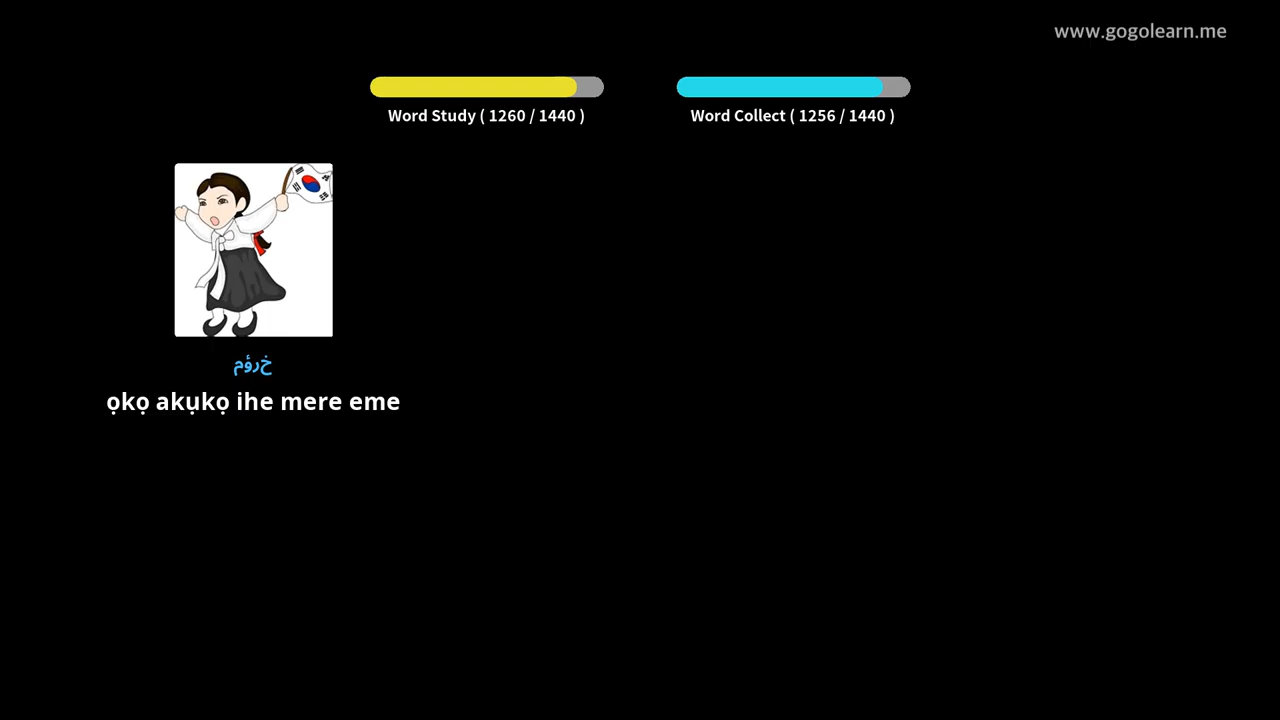 www.gogolearn.me
Word Study ( 1260 / 1440 )
Word Collect ( 1256 / 1440 )
خرؤم
ọkọ akụkọ ihe mere eme